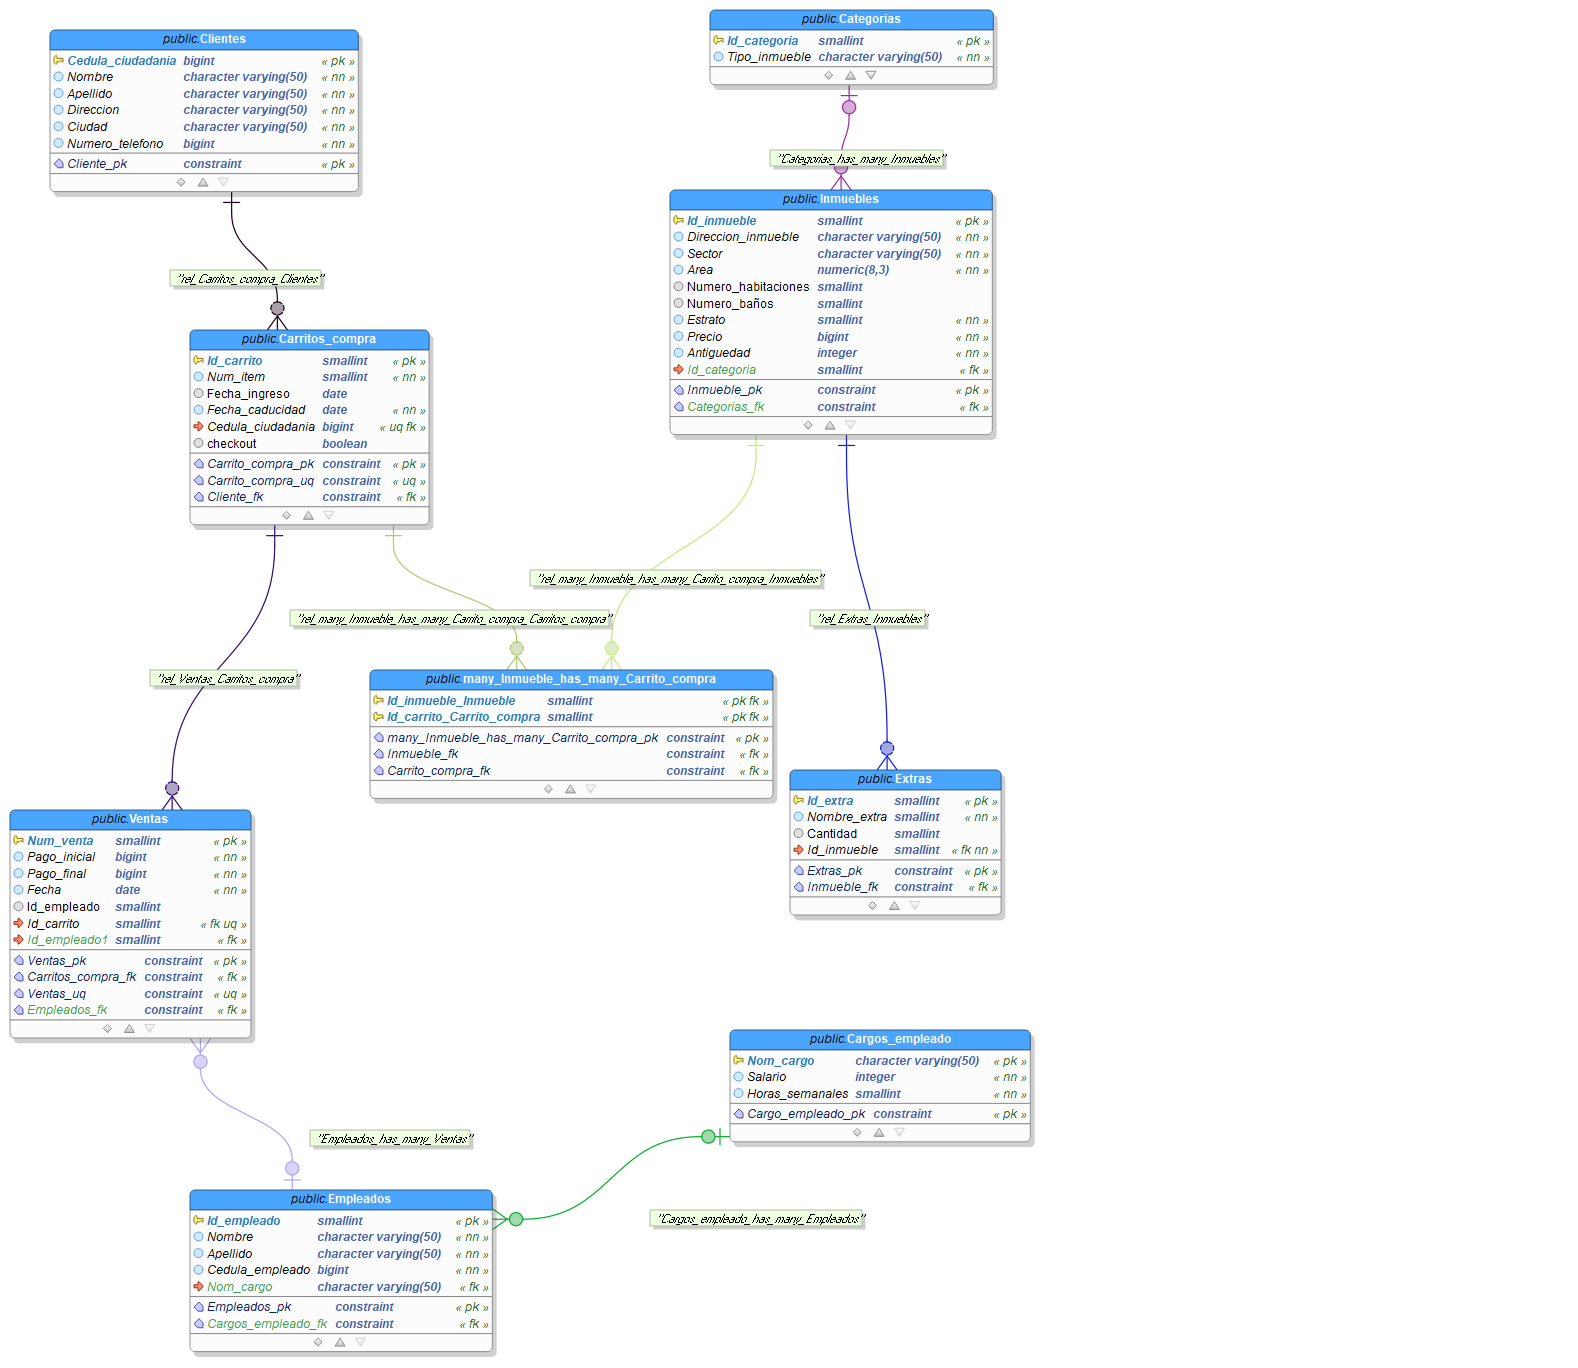 public.Clientes
Cedula_ciudadania bigint « pk »
Nombre character varying(50) « nn »
Apellido character varying(50) « nn »
Direccion character varying(50) « nn »
Ciudad character varying(50) « nn »
Numero_telefono bigint « nn »
Cliente_pk constraint « pk »
public.Categorias
Id_categoria smallint « pk »
Tipo_inmueble character varying(50) « nn »
"Categorias_has_many_Inmuebles"
public.Inmuebles
Id_inmueble smallint « pk »
Direccion_inmueble character varying(50) « nn »
Sector character varying(50) « nn »
Area numeric(8,3) « nn »
Numero_habitaciones smallint
Numero_baños smallint
Estrato smallint « nn »
Precio bigint « nn »
Antiguedad integer « nn »
Id_categoria smallint « fk »
Inmueble_pk constraint « pk »
Categorias_fk constraint « fk »
"rel_Carritos_compra_Clientes"
public.Carritos_compra
Id_carrito smallint « pk »
Num_item smallint « nn »
Fecha_ingreso date
Fecha_caducidad date « nn »
Cedula_ciudadania bigint « uq fk »
checkout boolean
Carrito_compra_pk constraint « pk »
Carrito_compra_uq constraint « uq »
Cliente_fk constraint « fk »
"rel_many_Inmueble_has_many_Carrito_compra_Inmuebles"
"rel_many_Inmueble_has_many_Carrito_compra_Carritos_compra"
"rel_Extras_Inmuebles"
"rel_Ventas_Carritos_compra"
public.many_Inmueble_has_many_Carrito_compra
Id_inmueble_Inmueble smallint « pk fk »
Id_carrito_Carrito_compra smallint « pk fk »
many_Inmueble_has_many_Carrito_compra_pk constraint « pk »
Inmueble_fk constraint « fk »
Carrito_compra_fk constraint « fk »
public.Extras
Id_extra smallint « pk »
Nombre_extra smallint « nn »
Cantidad smallint
Id_inmueble smallint « fk nn »
Extras_pk constraint « pk »
Inmueble_fk constraint « fk »
public.Ventas
Num_venta smallint « pk »
Pago_inicial bigint « nn »
Pago_final bigint « nn »
Fecha date « nn »
Id_empleado smallint
Id_carrito smallint « fk uq »
Id_empleado1 smallint « fk »
Ventas_pk constraint « pk »
Carritos_compra_fk constraint « fk »
Ventas_uq constraint « uq »
Empleados_fk constraint « fk »
public.Cargos_empleado
Nom_cargo character varying(50) « pk »
Salario integer « nn »
Horas_semanales smallint « nn »
Cargo_empleado_pk constraint « pk »
"Empleados_has_many_Ventas"
"Cargos_empleado_has_many_Empleados"
public.Empleados
Id_empleado smallint « pk »
Nombre character varying(50) « nn »
Apellido character varying(50) « nn »
Cedula_empleado bigint « nn »
Nom_cargo character varying(50) « fk »
Empleados_pk constraint « pk »
Cargos_empleado_fk constraint « fk »